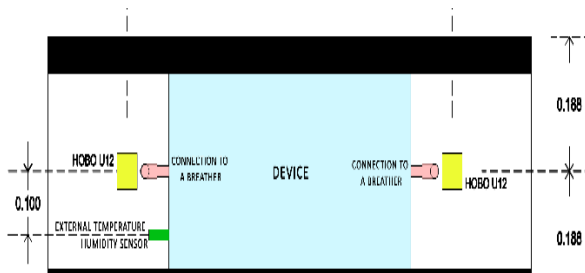 0.188
HOBO U12
CONNECTION TO
A BREATHER
DEVICE
CONNECTION TO
A BREATHER
HOBO U12
0.100
EXTERNAL TEMPERATURE
HUMIDITY SENSOR
0.188